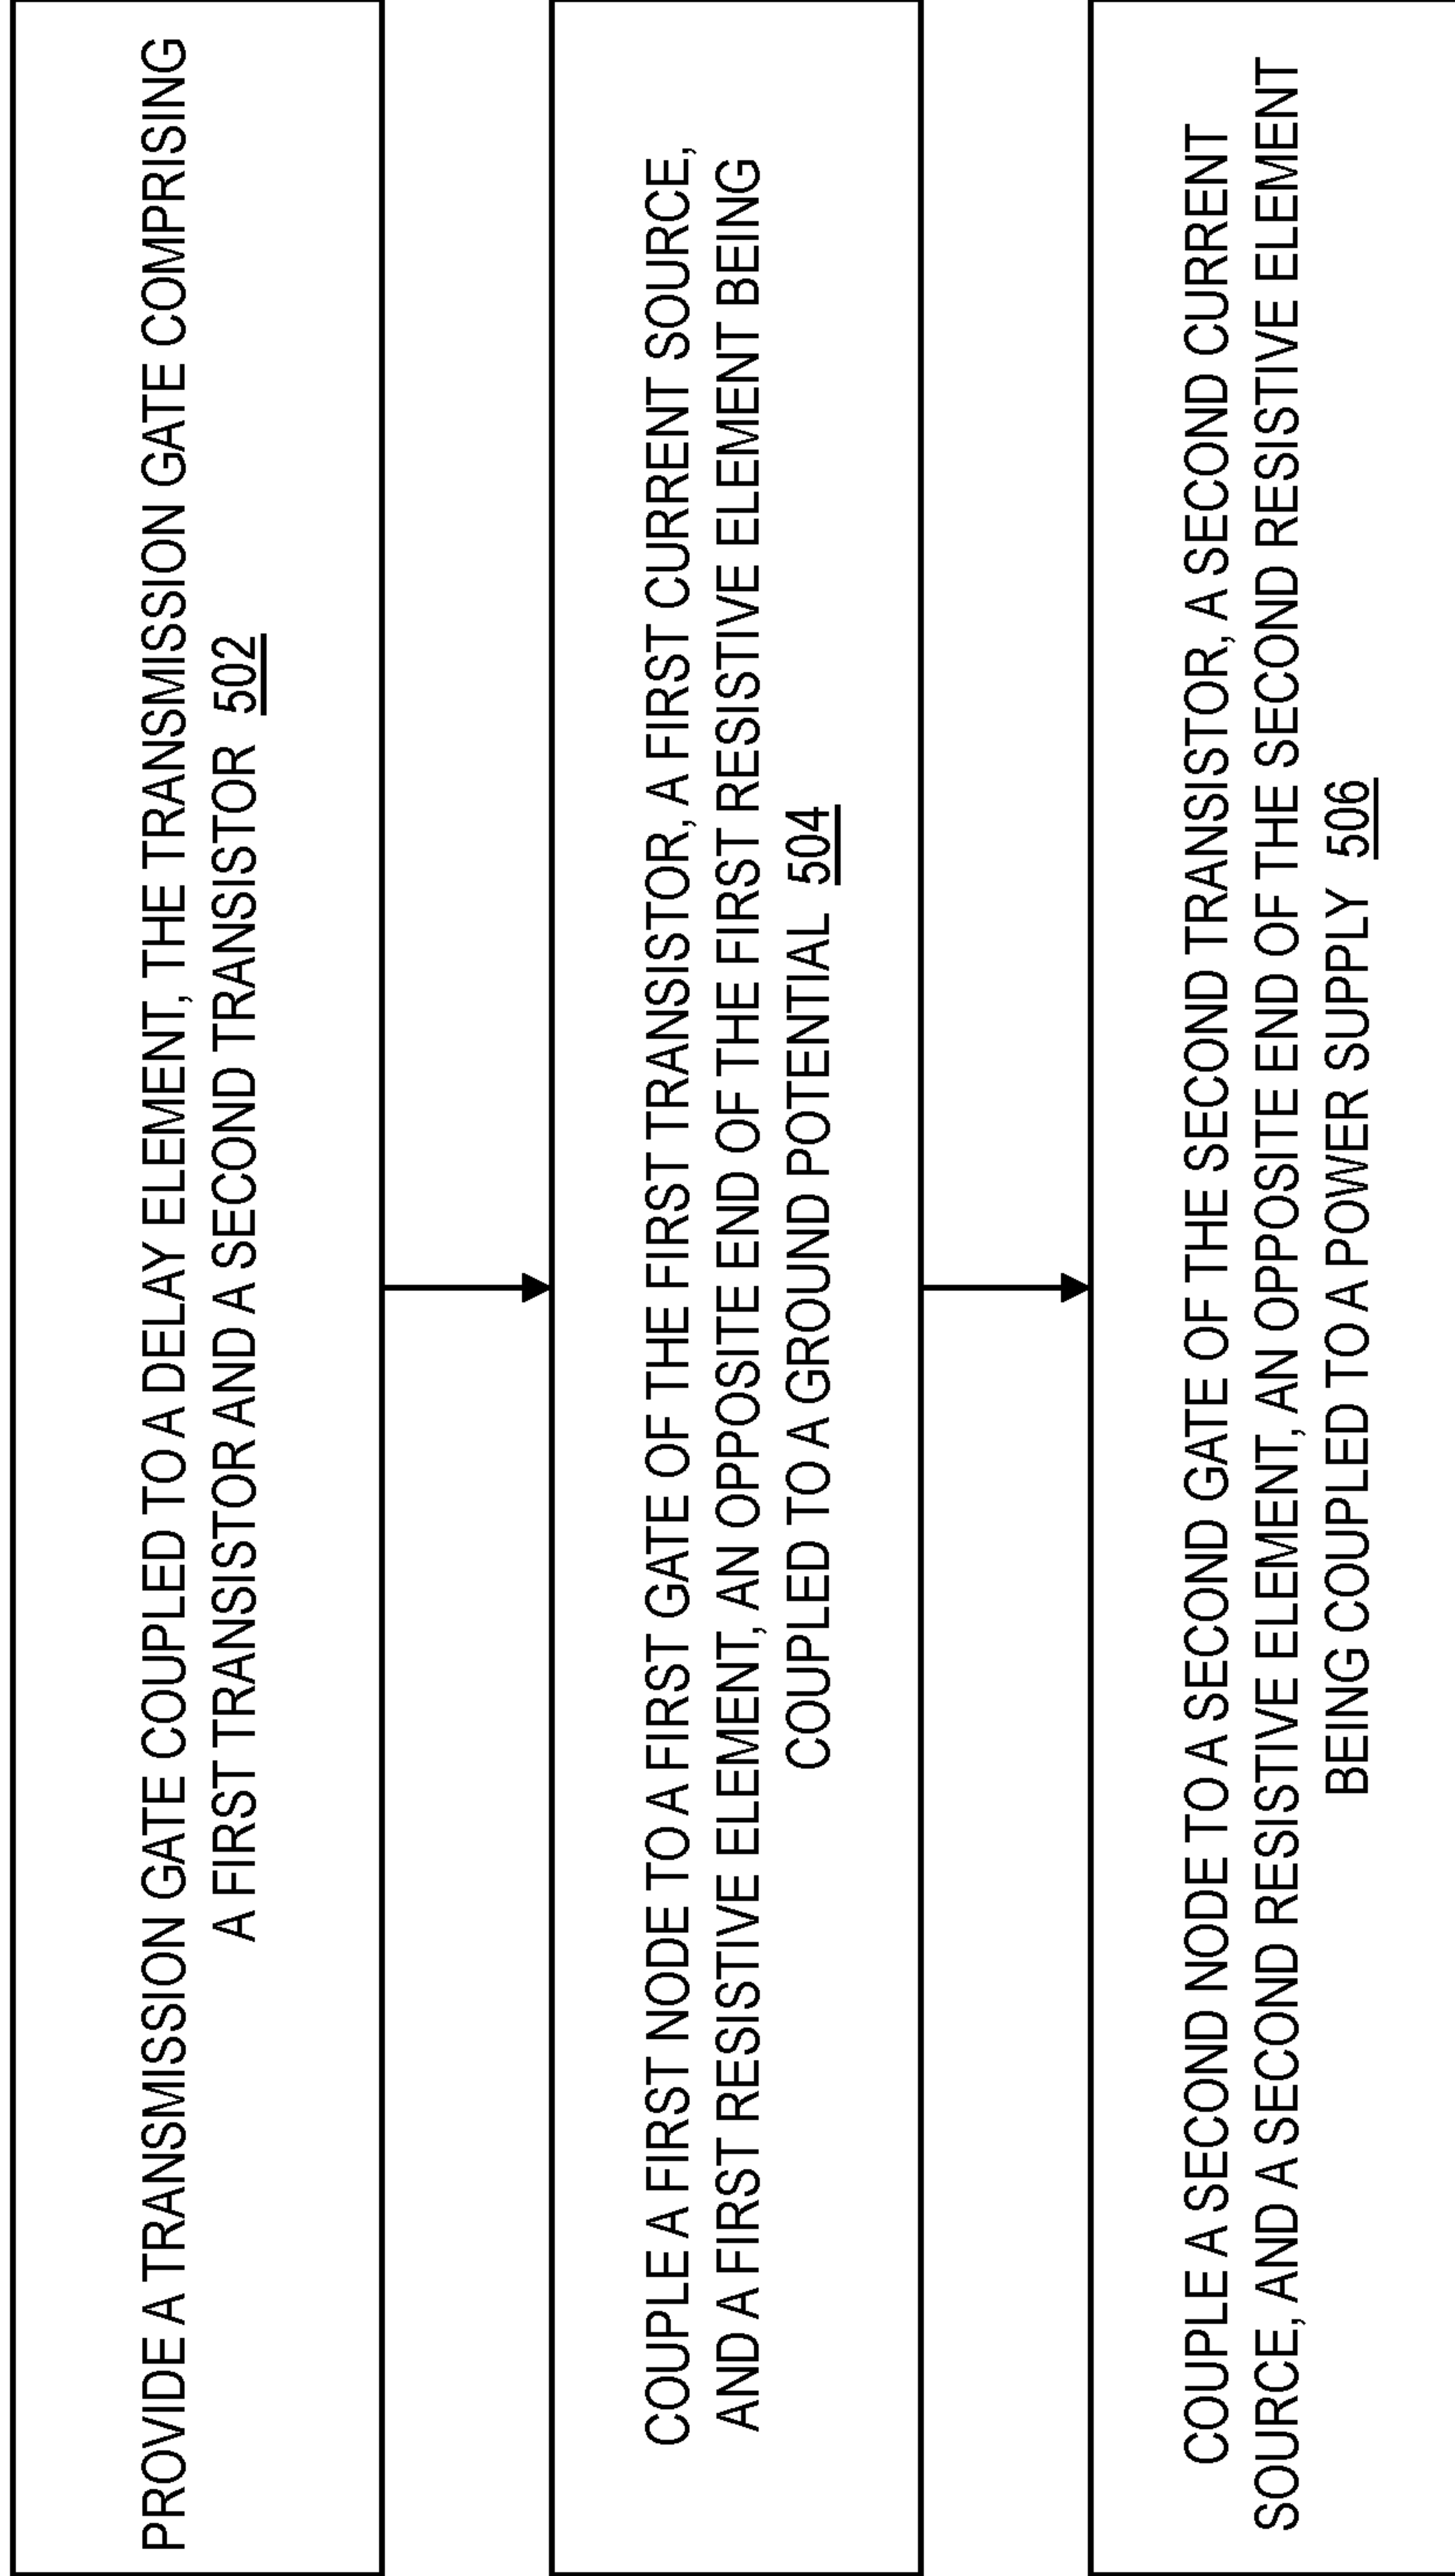 PROVIDE A TRANSMISSION GATE COUPLED TO A DELAY ELEMENT, THE TRANSMISSION GATE COMPRISING
A FIRST TRANSISTOR AND A SECOND TRANSISTOR 502
COUPLE A FIRST NODE TO A FIRST GATE OF THE FIRST TRANSISTOR, A FIRST CURRENT SOURCE,
AND A FIRST RESISTIVE ELEMENT, AN OPPOSITE END OF THE FIRST RESISTIVE ELEMENT BEING
COUPLED TO A GROUND POTENTIAL 504
COUPLE A SECOND NODE TO A SECOND GATE OF THE SECOND TRANSISTOR, A SECOND CURRENT
SOURCE, AND A SECOND RESISTIVE ELEMENT, AN OPPOSITE END OF THE SECOND RESISTIVE ELEMENT
BEING COUPLED TO A POWER SUPPLY 506